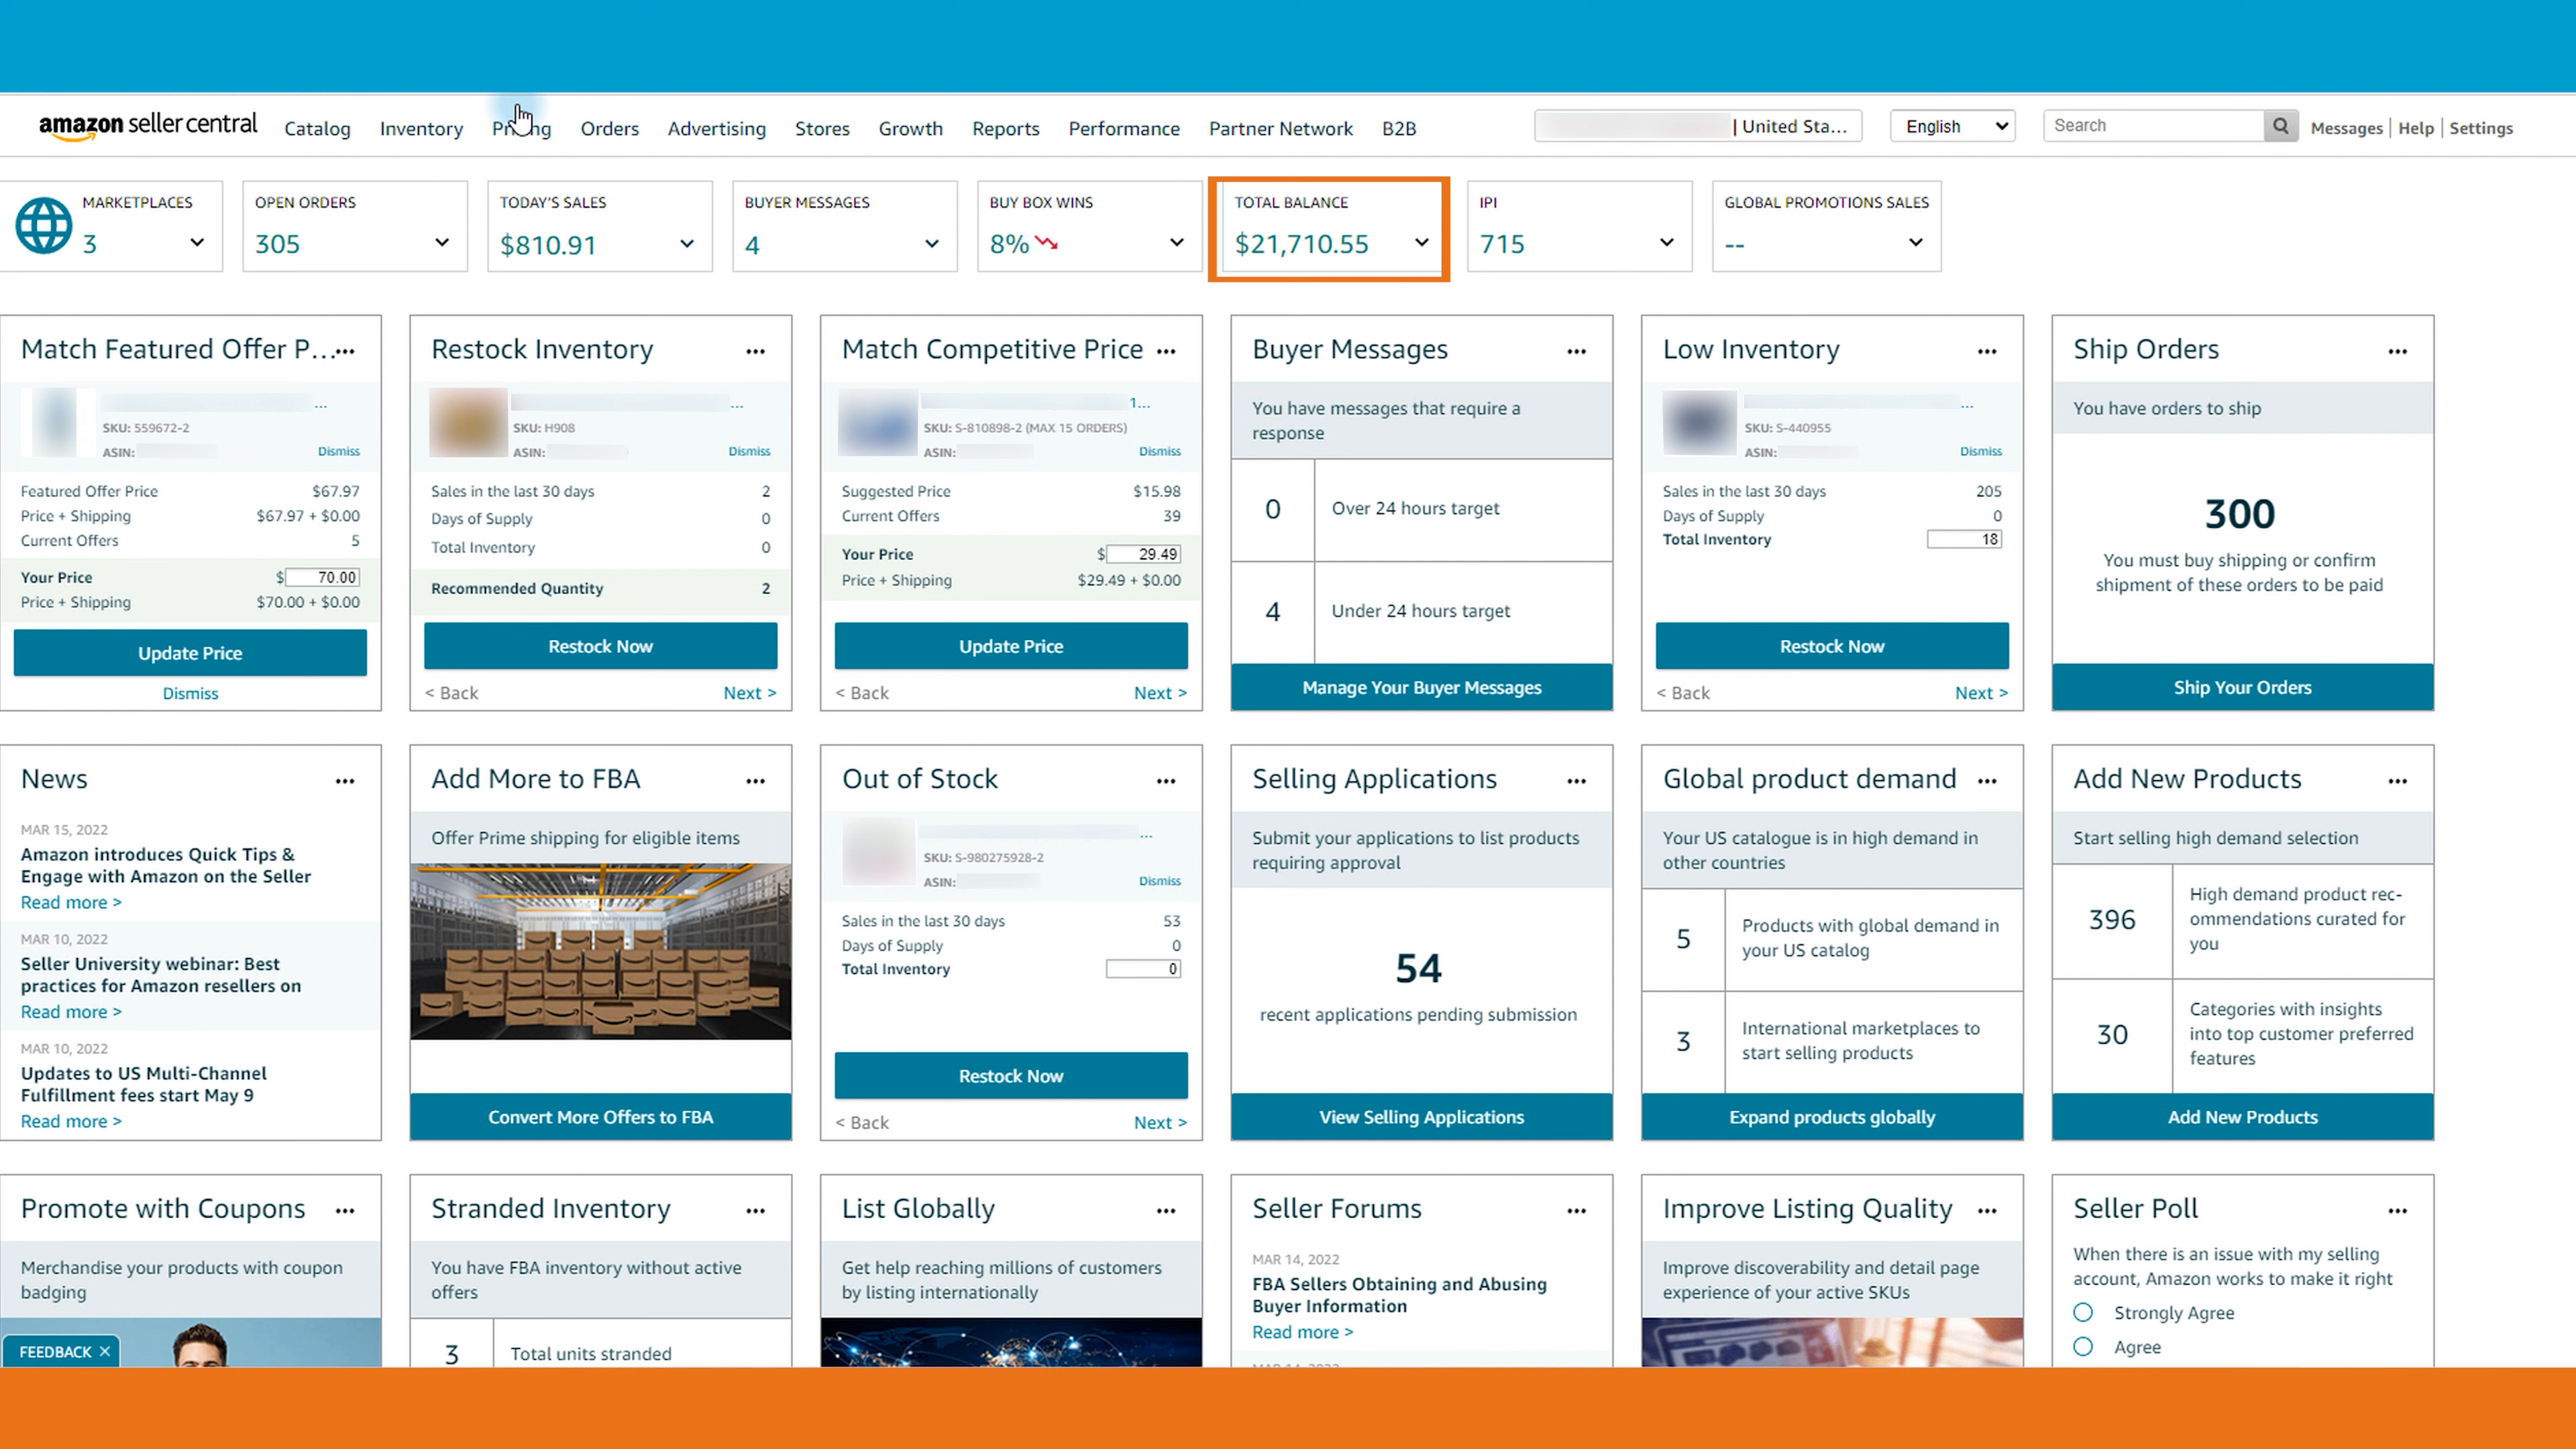 amazon seller central
Catalog
Inventory
Orders
Advertising
Stores
Growth
Reports
Performance
Partner Network
B2B
| United Sta...
English
Search
Messages
Help
Settings
MARKETPLACES
3
OPEN ORDERS
305
TODAY'S SALES
$810.91
BUYER MESSAGES
4
BUY BOX WINS
8%
TOTAL BALANCE
$21,710.55
IPI
715
GLOBAL PROMOTIONS SALES
--
Match Featured Offer P...
...
SKU: 559672-2
ASIN:
Dismiss
Featured Offer Price $67.97
Price + Shipping $67.97 + $0.00
Current Offers 5
Your Price $ 70.00
Price + Shipping $70.00 + $0.00
Update Price
Dismiss
Restock Inventory
...
SKU: H908
ASIN:
Dismiss
Sales in the last 30 days 2
Days of Supply 0
Total Inventory 0
Recommended Quantity 2
Restock Now
< Back Next >
Match Competitive Price
1...
SKU: S-810898-2 (MAX 15 ORDERS)
ASIN:
Dismiss
Suggested Price $15.98
Current Offers 39
Your Price $ 29.49
Price + Shipping $29.49 + $0.00
Update Price
< Back Next >
Buyer Messages
You have messages that require a
response
0 Over 24 hours target
4 Under 24 hours target
Manage Your Buyer Messages
Low Inventory
...
SKU: S-440955
ASIN:
Dismiss
Sales in the last 30 days 205
Days of Supply 0
Total Inventory 18
Restock Now
< Back Next >
Ship Orders
You have orders to ship
300
You must buy shipping or confirm
shipment of these orders to be paid
Ship Your Orders
News
MAR 15, 2022
Amazon introduces Quick Tips &
Engage with Amazon on the Seller
Read more >
MAR 10, 2022
Seller University webinar: Best
practices for Amazon resellers on
Read more >
MAR 10, 2022
Updates to US Multi-Channel
Fulfillment fees start May 9
Read more >
Add More to FBA
Offer Prime shipping for eligible items
Convert More Offers to FBA
Out of Stock
...
SKU: S-980275928-2
ASIN:
Dismiss
Sales in the last 30 days 53
Days of Supply 0
Total Inventory 0
Restock Now
< Back Next >
Selling Applications
Submit your applications to list products
requiring approval
54
recent applications pending submission
View Selling Applications
Global product demand
Your US catalogue is in high demand in
other countries
5
Products with global demand in
your US catalog
3
International marketplaces to
start selling products
Expand products globally
Add New Products
Start selling high demand selection
396
High demand product rec-
ommendations curated for
you
30
Categories with insights
into top customer preferred
features
Add New Products
Promote with Coupons
Merchandise your products with coupon
badging
FEEDBACK ×
Stranded Inventory
You have FBA inventory without active
offers
3 Total units stranded
List Globally
Get help reaching millions of customers
by listing internationally
Seller Forums
MAR 14, 2022
FBA Sellers Obtaining and Abusing
Buyer Information
Read more >
Improve Listing Quality
Improve discoverability and detail page
experience of your active SKUs
Seller Poll
When there is an issue with my selling
account, Amazon works to make it right
Strongly Agree
Agree